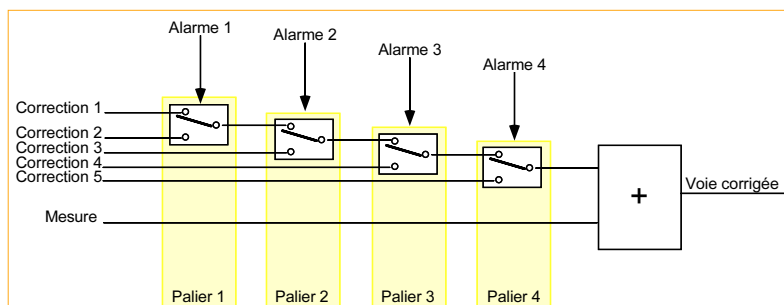 Alarme 1
Alarme 2
Alarme 3
Alarme 4
Correction 1
Correction 2
Correction 3
Correction 4
Correction 5
Mesure
+
Voie corrigée
Palier 1
Palier 2
Palier 3
Palier 4